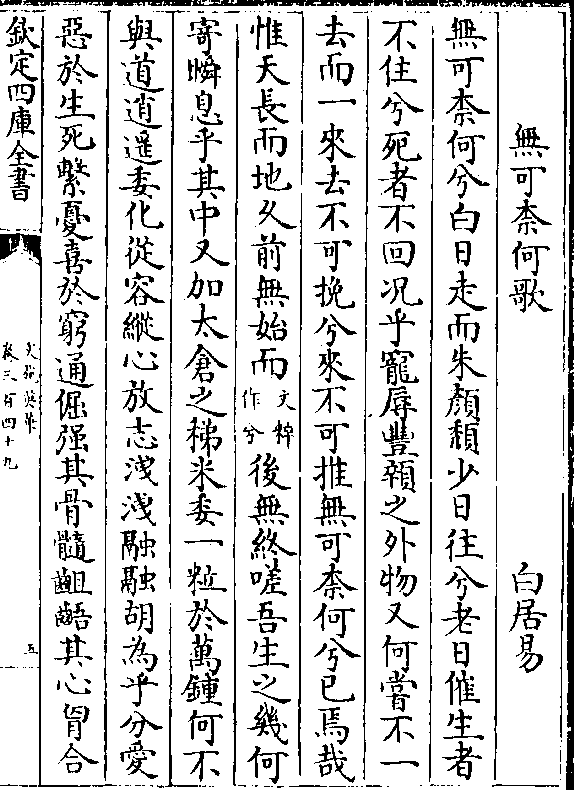 無可柰何歌　白居易
無可柰何兮白日走而朱顏頹少日往兮老日催生者
不住兮死者不回况乎寵辱豐顇之外物又何嘗不一
去而一來去不可挽兮來不可推無可柰何兮已焉哉
惟天長而地久前無始而文粹作兮後無終嗟吾生之幾何
寄瞬息乎其中又加太倉之稊米委一粒於萬鍾何不
與道逍遥委化從容縱心放志洩洩融融胡為乎分愛
惡於生死繫憂喜於窮通倔强其骨髓齟齬其心胷合
欽定四庫全書
文苑英華
卷三百四十九
五